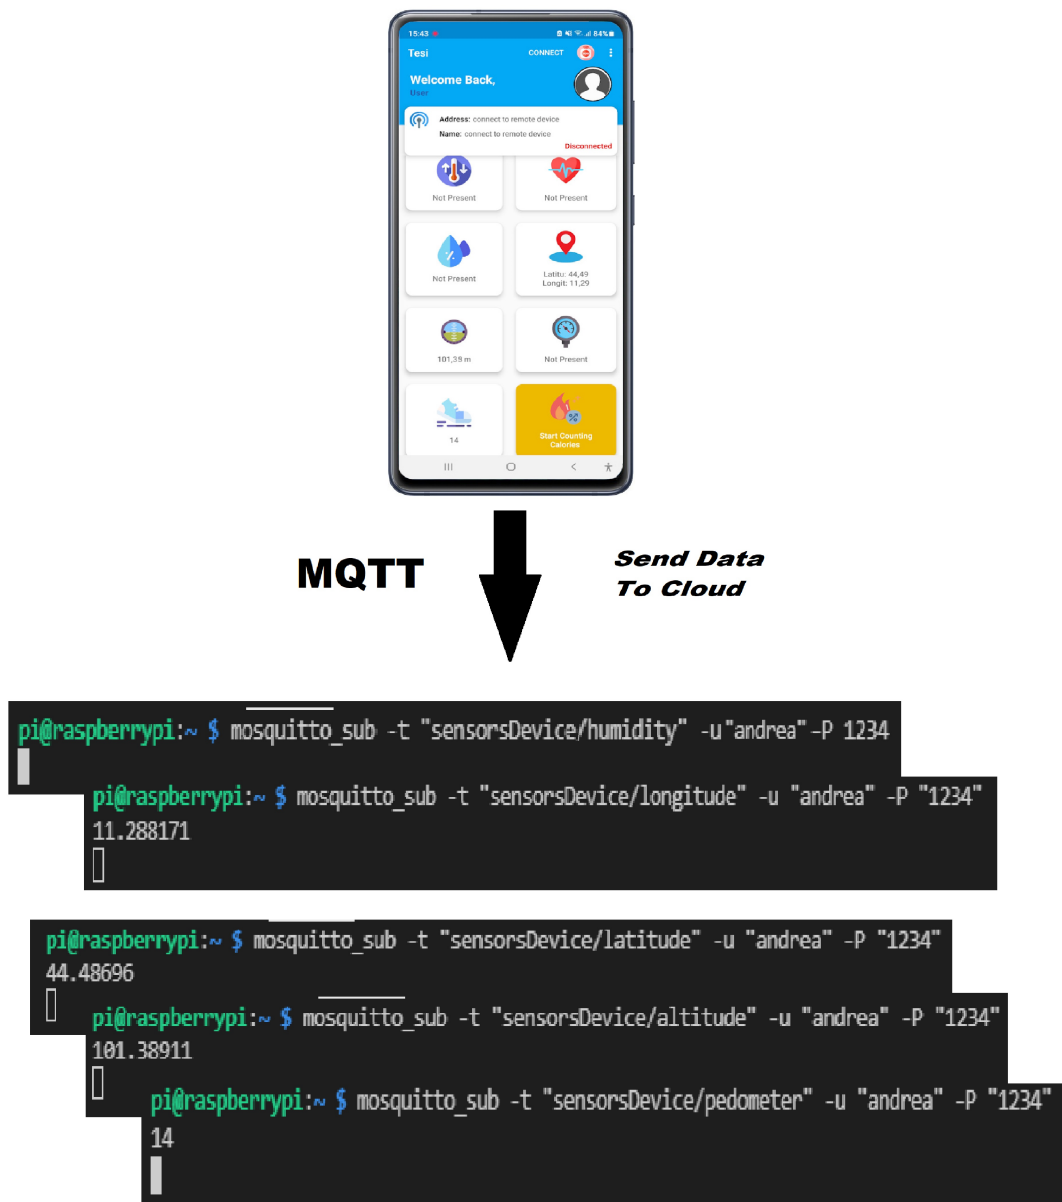 15:43
84%
Tesi
CONNECT
Welcome Back,
User
Address: connect to remote device
Name: connect to remote device
Disconnected
Not Present
Not Present
Not Present
Latitu: 44,49
Longit: 11,29
101,39 m
Not Present
14
Start Counting
Calories
MQTT
Send Data
To Cloud
pi@raspberrypi:~ $ mosquitto_sub -t "sensorsDevice/humidity" -u"andrea"-P 1234
pi@raspberrypi:~ $ mosquitto_sub -t "sensorsDevice/longitude" -u "andrea" -P "1234"
11.288171
pi@raspberrypi:~ $ mosquitto_sub -t "sensorsDevice/latitude" -u "andrea" -P "1234"
44.48696
pi@raspberrypi:~ $ mosquitto_sub -t "sensorsDevice/altitude" -u "andrea" -P "1234"
101.38911
pi@raspberrypi:~ $ mosquitto_sub -t "sensorsDevice/pedometer" -u "andrea" -P "1234"
14